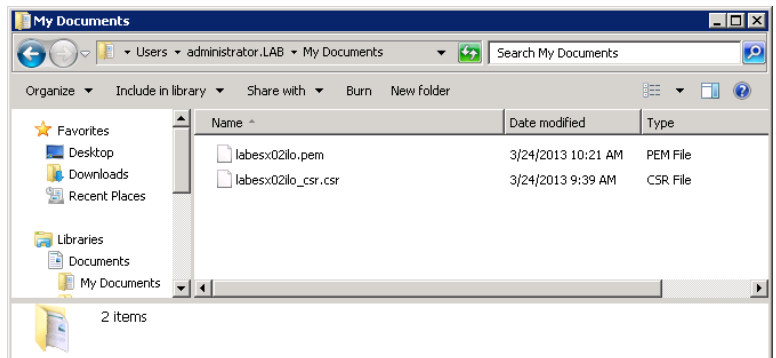 My Documents
Users administrator.LAB My Documents Search My Documents
Organize Include in library Share with Burn New folder
Favorites
Desktop
Downloads
Recent Places
Libraries
Documents
My Documents
Name Date modified Type
labesx02ilo.pem 3/24/2013 10:21 AM PEM File
labesx02ilo_csr.csr 3/24/2013 9:39 AM CSR File
2 items